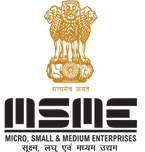 सत्यमेव जयते
MSME
MICRO, SMALL & MEDIUM ENTERPRISES
सूक्ष्म, लघु एवं मध्यम उद्यम